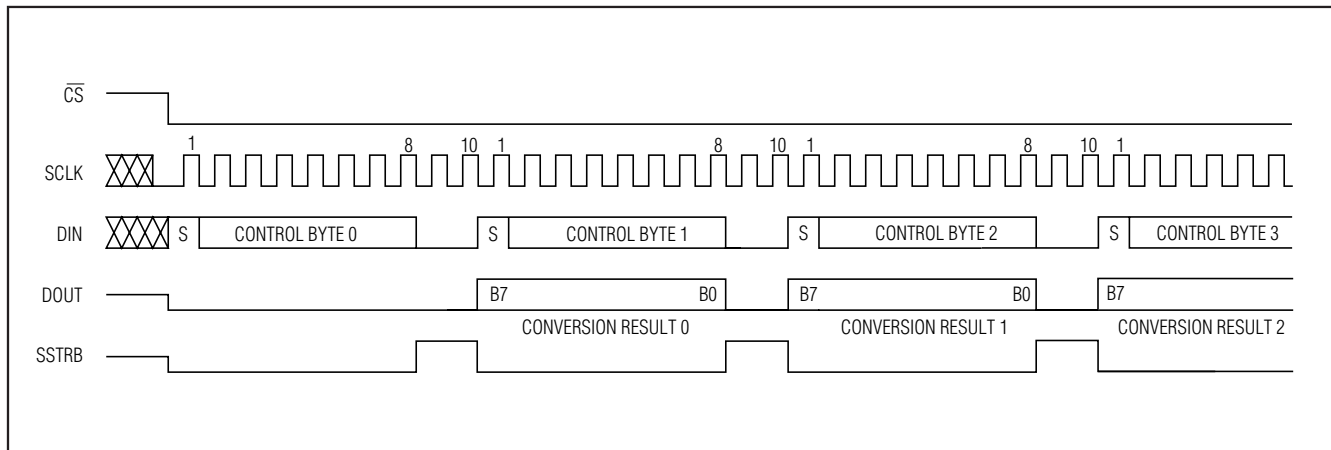 CS
1 8 10 1 8 10 1 8 10 1
SCLK
DIN S CONTROL BYTE 0 S CONTROL BYTE 1 S CONTROL BYTE 2 S CONTROL BYTE 3
DOUT B7 B0 B7 B0 B7
CONVERSION RESULT 0 CONVERSION RESULT 1 CONVERSION RESULT 2
SSTRB